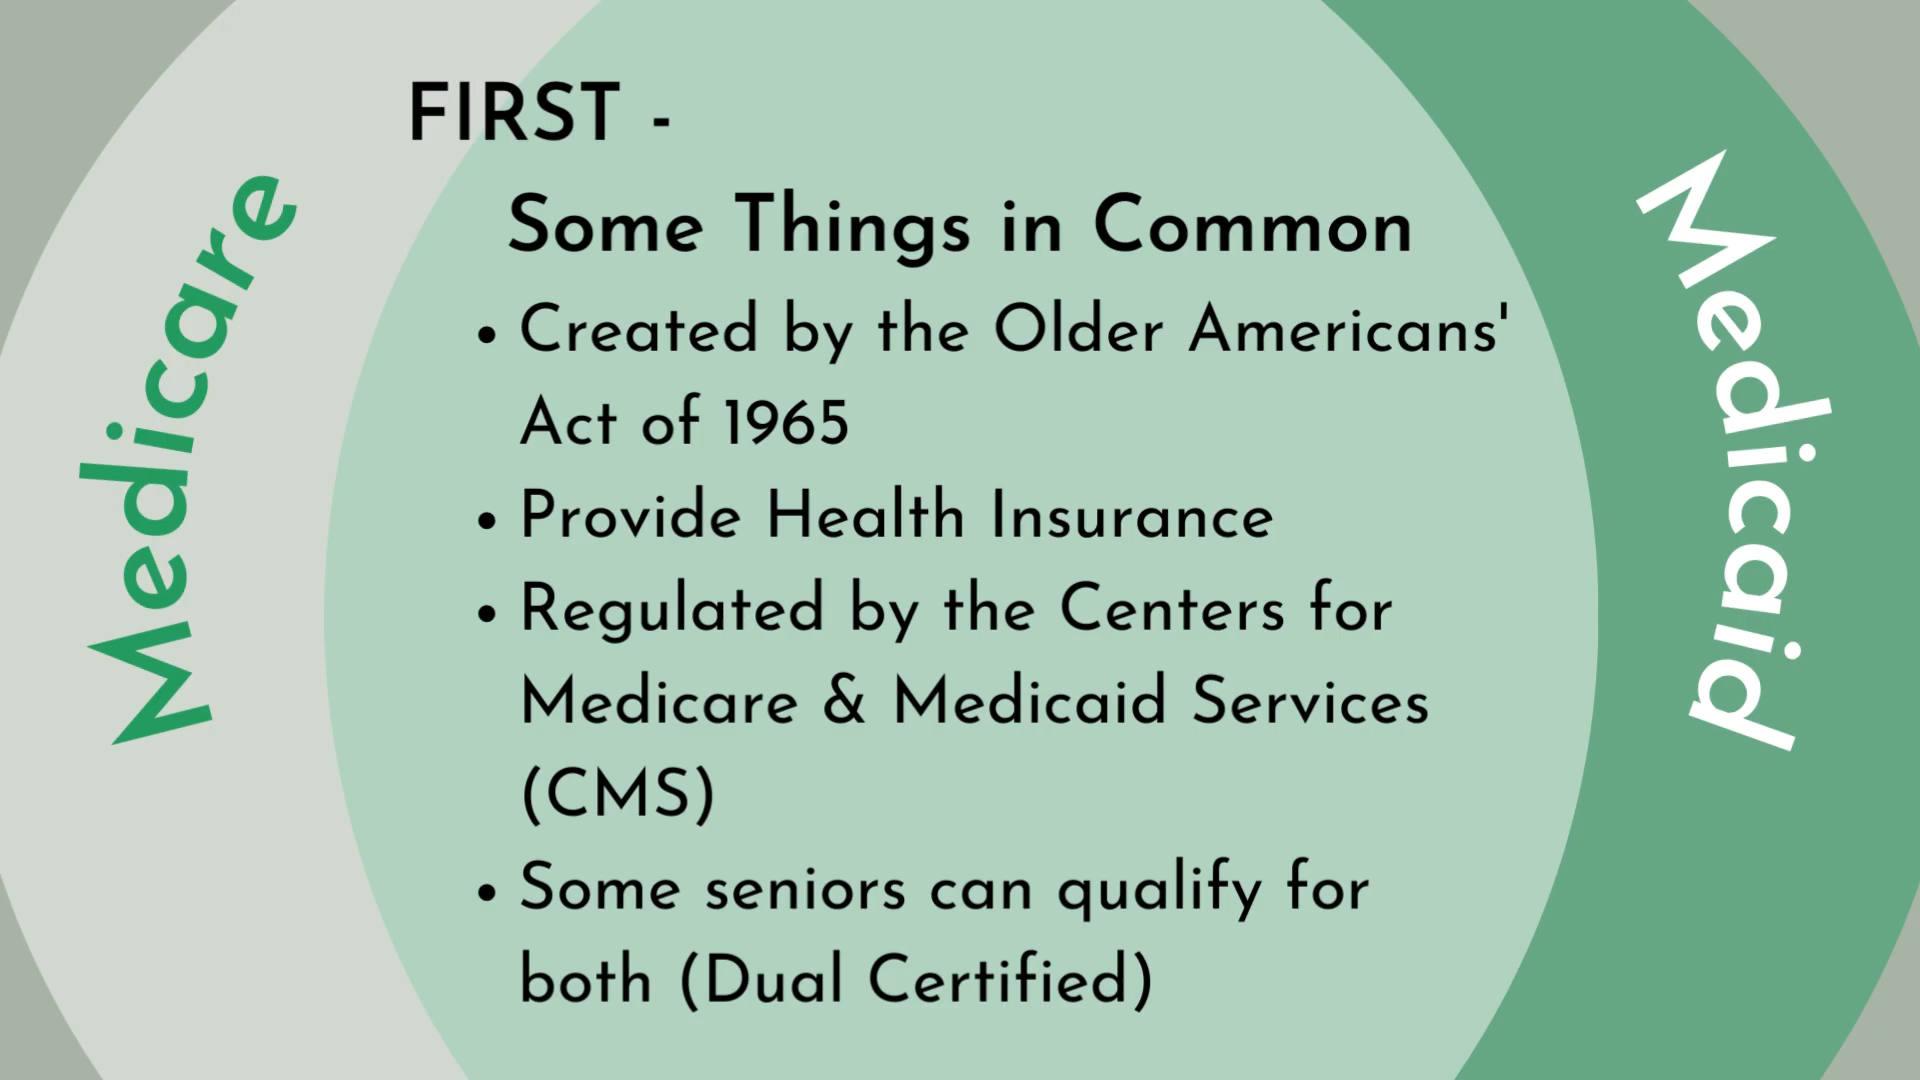 Medicare
FIRST -
Some Things in Common
• Created by the Older Americans'
Act of 1965
• Provide Health Insurance
• Regulated by the Centers for
Medicare & Medicaid Services
(CMS)
• Some seniors can qualify for
both (Dual Certified)
Medicaid